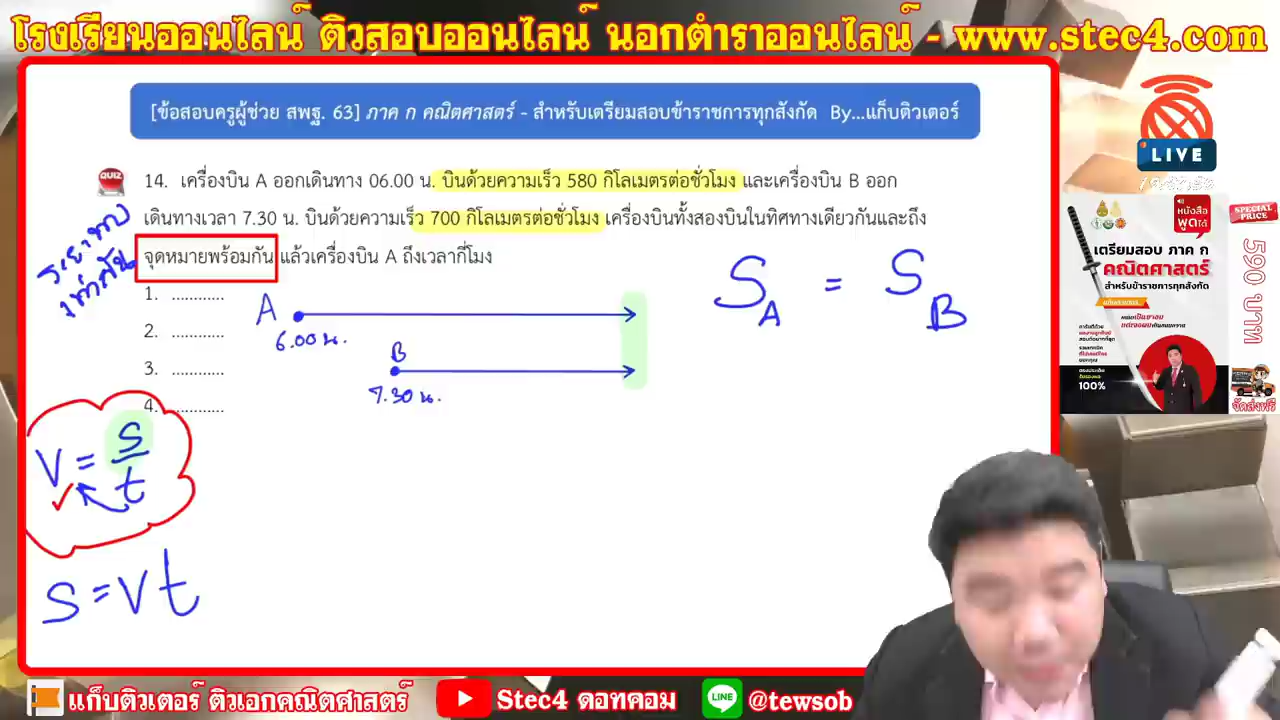 โรงเรียนออนไลน์ ติวสอบออนไลน์ นอกตำราออนไลน์ - www.stec4.com
[ข้อสอบครูผู้ช่วย สพฐ. 63] ภาค ก คณิตศาสตร์ - สำหรับเตรียมสอบข้าราชการทุกสังกัด By...แก็บติวเตอร์
LIVE
QUIZ
14. เครื่องบิน A ออกเดินทาง 06.00 น. บินด้วยความเร็ว 580 กิโลเมตรต่อชั่วโมง และเครื่องบิน B ออก
เดินทางเวลา 7.30 น. บินด้วยความเร็ว 700 กิโลเมตรต่อชั่วโมง เครื่องบินทั้งสองบินในทิศทางเดียวกันและถึง
จุดหมายพร้อมกัน แล้วเครื่องบิน A ถึงเวลากี่โมง
ระยะทาง
เท่ากัน
1. ............
2. ............
3. ............
4. ............
A
6.00 น.
B
7.30 น.
S_A = S_B
v = s/t
s = vt
หนังสือ
พูดได้
SPECIAL
PRICE
เตรียมสอบ ภาค ก
คณิตศาสตร์
สำหรับข้าราชการทุกสังกัด
100%
590 บาท
จัดส่งฟรี
แก็บติวเตอร์ ติวเอกคณิตศาสตร์
Stec4 ดอทคอม
LINE
@tewsob